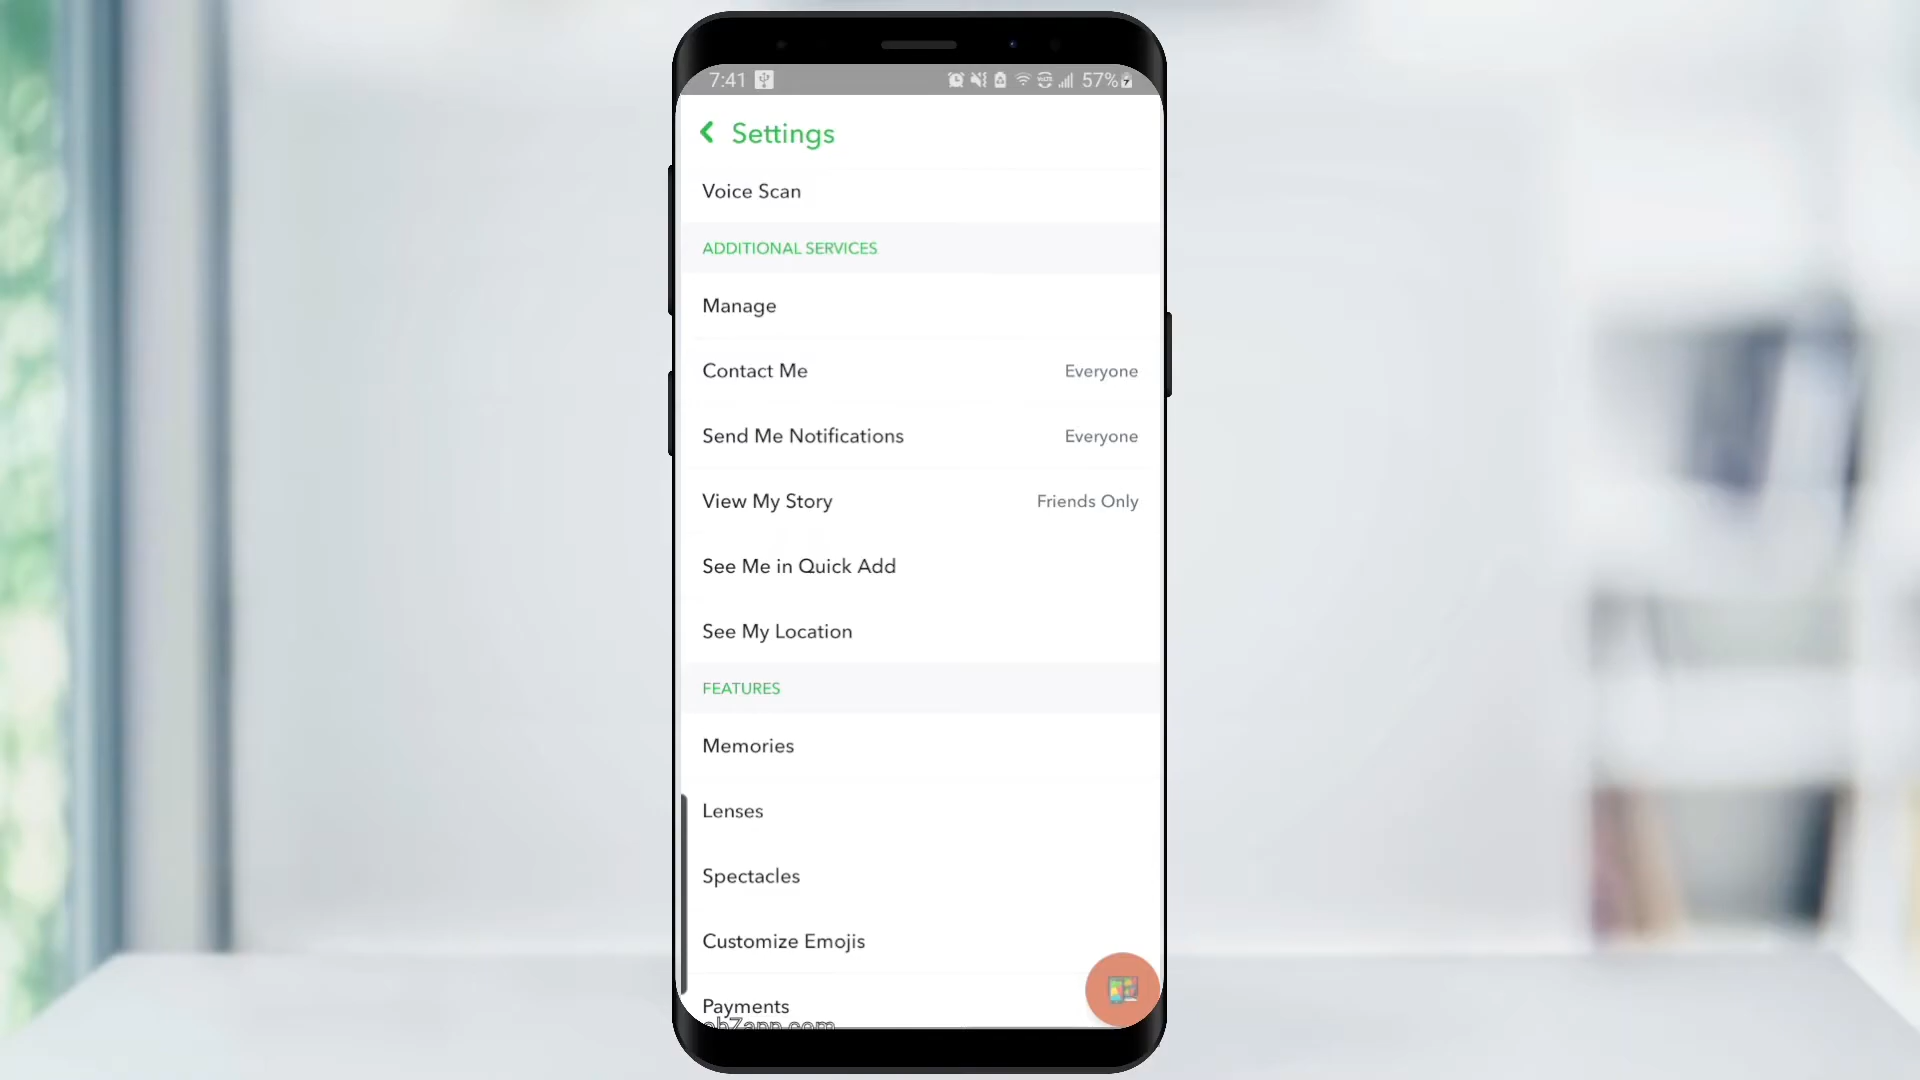 7:41 57%
Settings
Voice Scan
ADDITIONAL SERVICES
Manage
Contact Me Everyone
Send Me Notifications Everyone
View My Story Friends Only
See Me in Quick Add
See My Location
FEATURES
Memories
Lenses
Spectacles
Customize Emojis
Payments